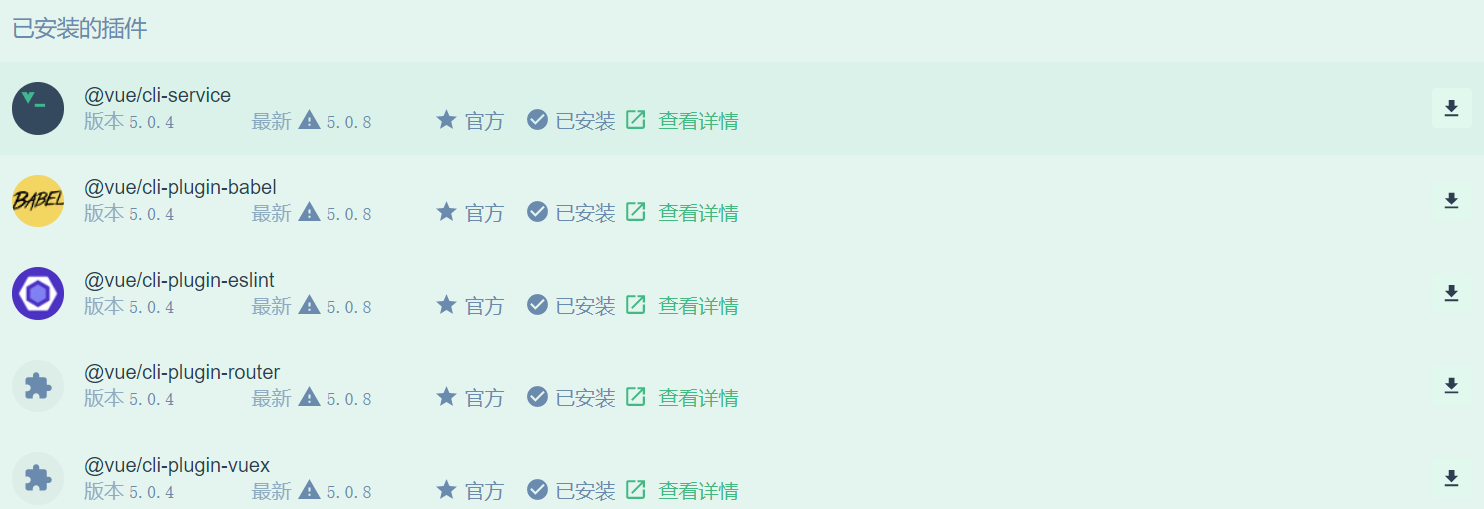 已安装的插件
@vue/cli-service
版本 5.0.4 最新 5.0.8 官方 已安装 查看详情
BABEL
@vue/cli-plugin-babel
版本 5.0.4 最新 5.0.8 官方 已安装 查看详情
@vue/cli-plugin-eslint
版本 5.0.4 最新 5.0.8 官方 已安装 查看详情
@vue/cli-plugin-router
版本 5.0.4 最新 5.0.8 官方 已安装 查看详情
@vue/cli-plugin-vuex
版本 5.0.4 最新 5.0.8 官方 已安装 查看详情